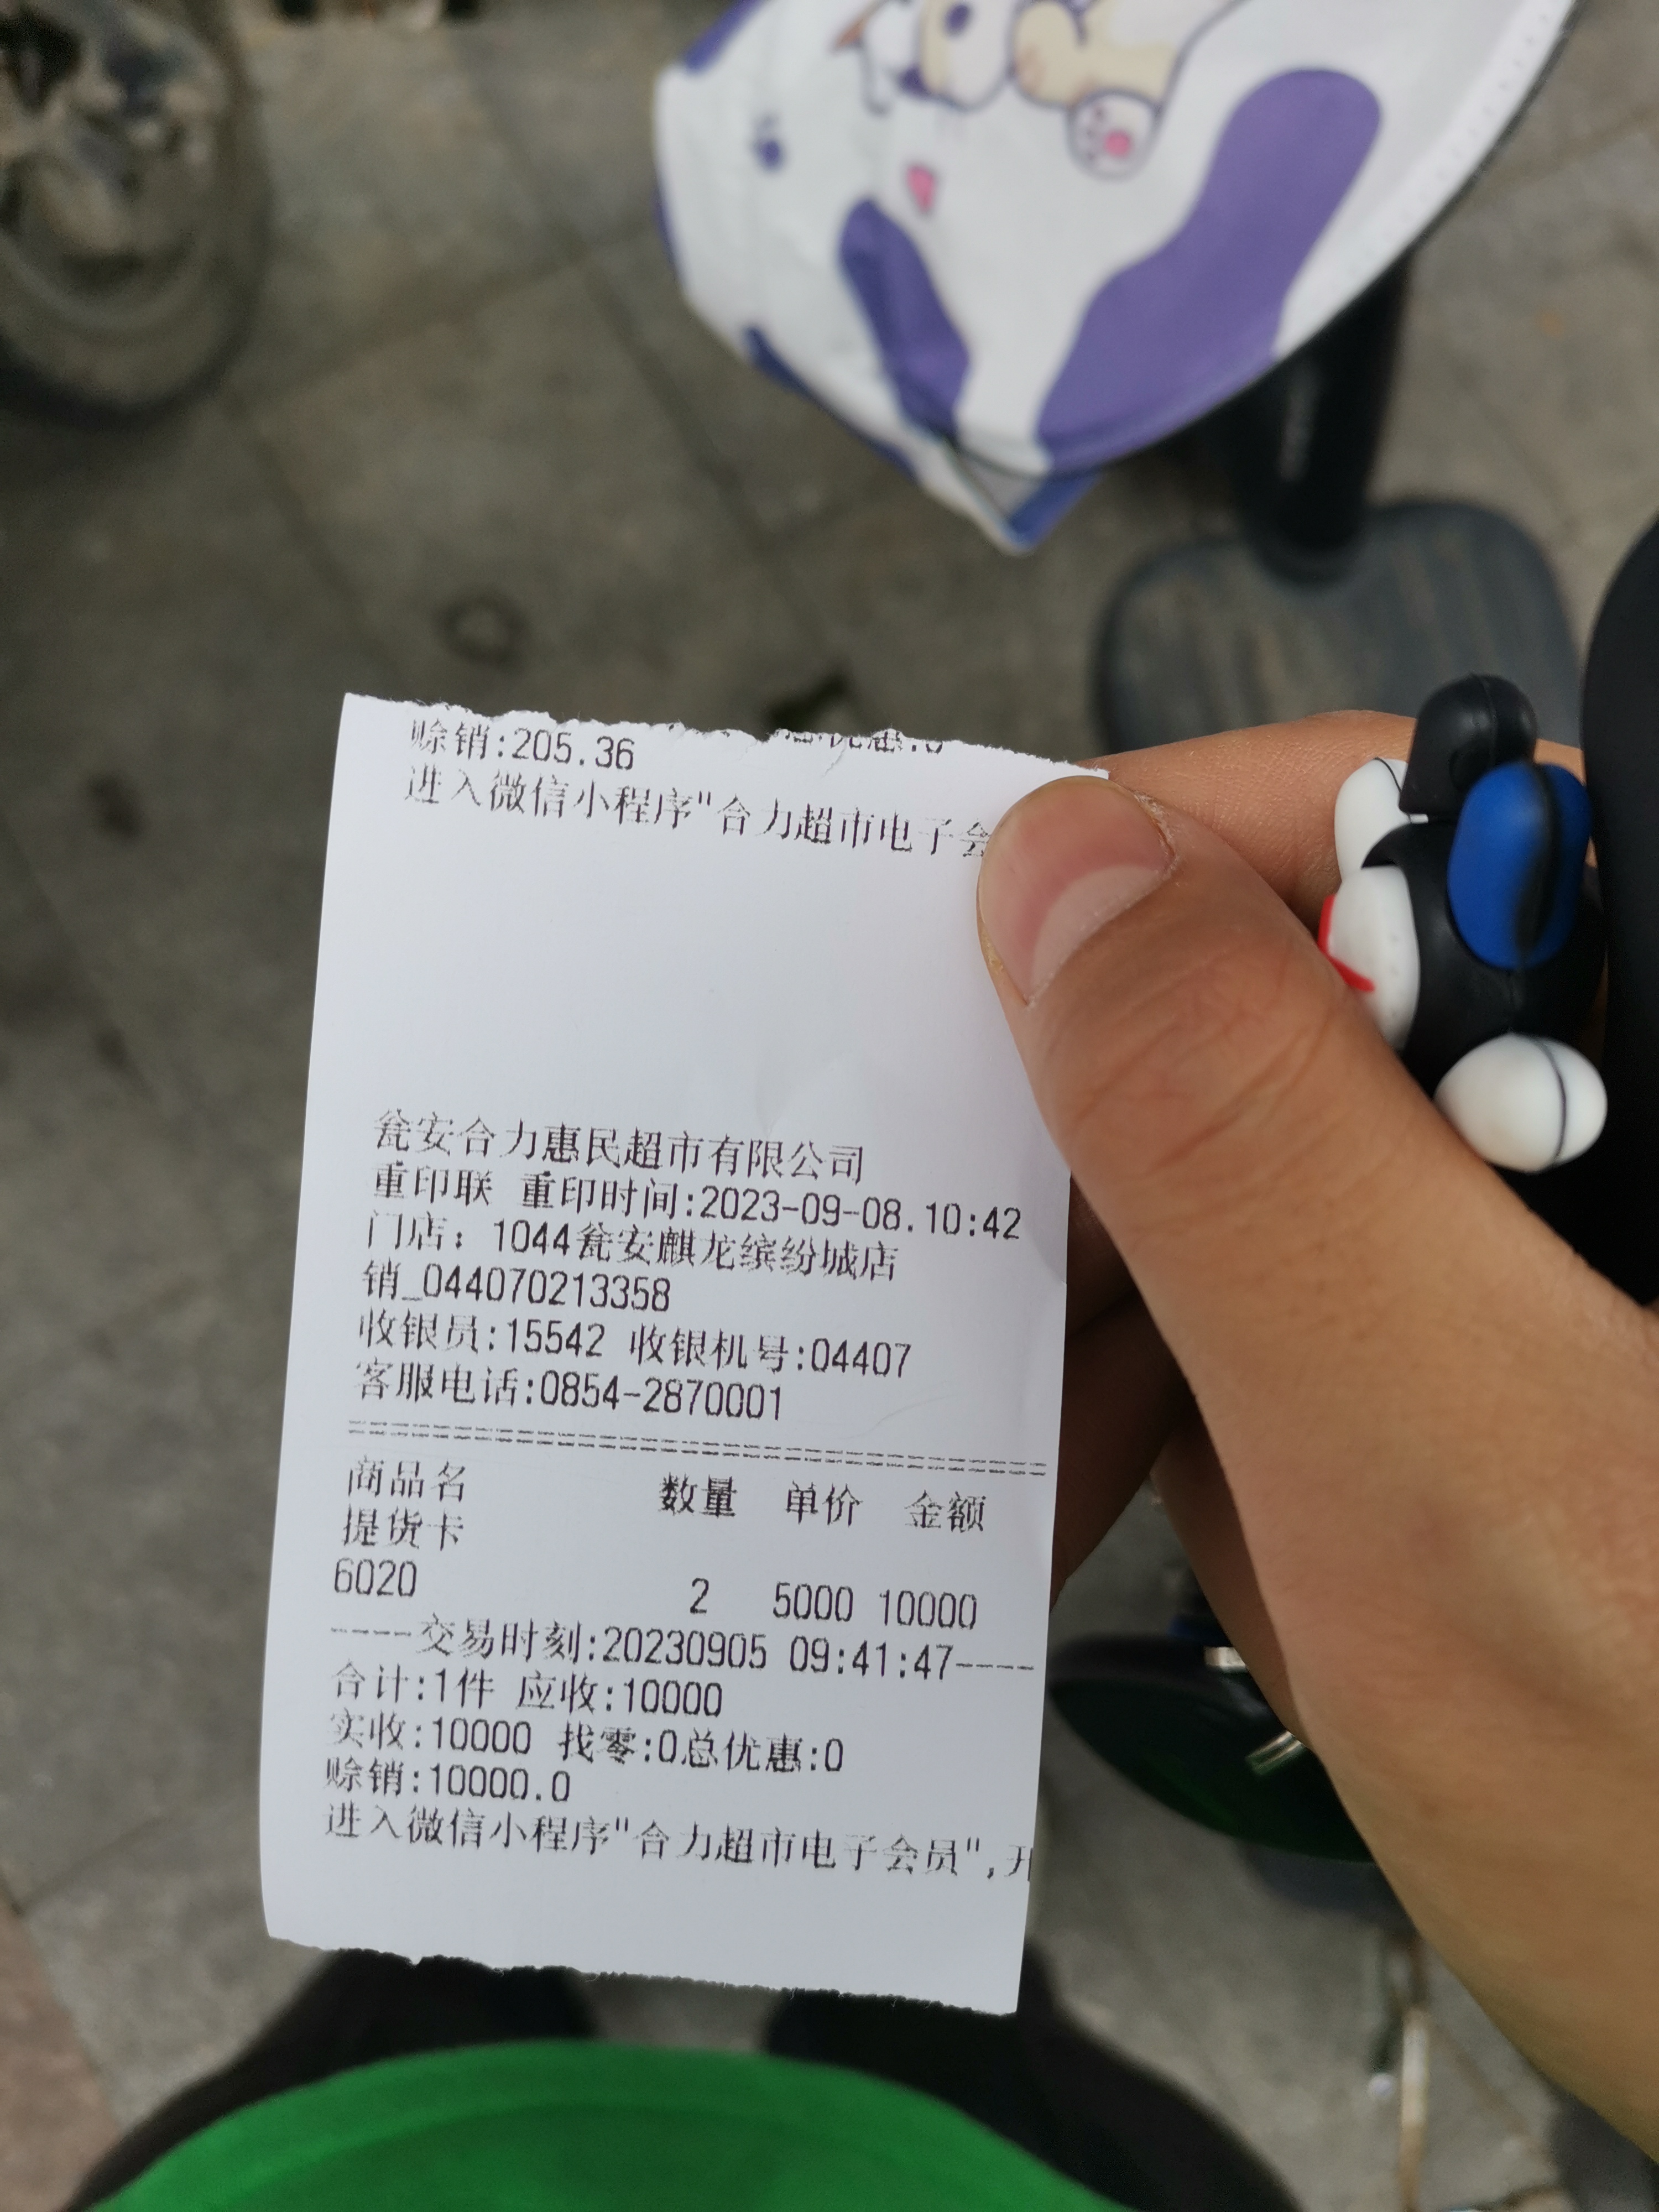 赊销:205.36
进入微信小程序"合力超市电子会
瓮安合力惠民超市有限公司
重印联 重印时间:2023-09-08.10:42
门店：1044瓮安麒龙缤纷城店
销_044070213358
收银员:15542 收银机号:04407
客服电话:0854-2870001
商品名 数量 单价 金额
提货卡
6020 2 5000 10000
----交易时刻:20230905 09:41:47----
合计:1件 应收:10000
实收:10000 找零:0总优惠:0
赊销:10000.0
进入微信小程序"合力超市电子会员",开